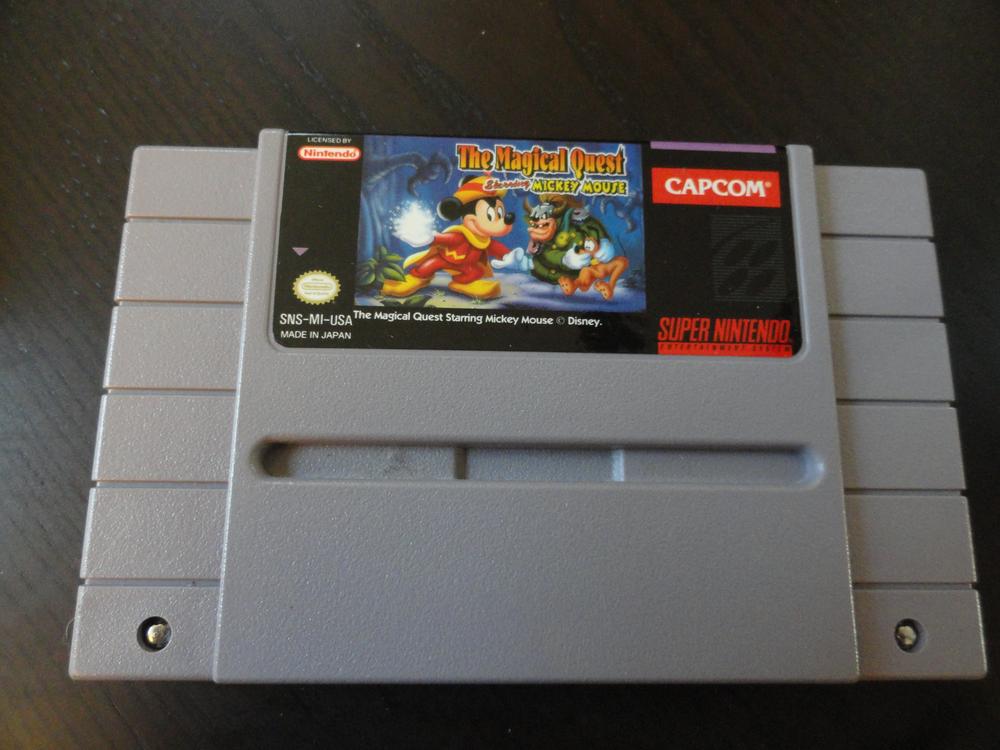 LICENSED BY
Nintendo
The Magical Quest
Starring MICKEY MOUSE
CAPCOM®
SNS-MI-USA
The Magical Quest Starring Mickey Mouse © Disney.
MADE IN JAPAN
SUPER NINTENDO
ENTERTAINMENT SYSTEM